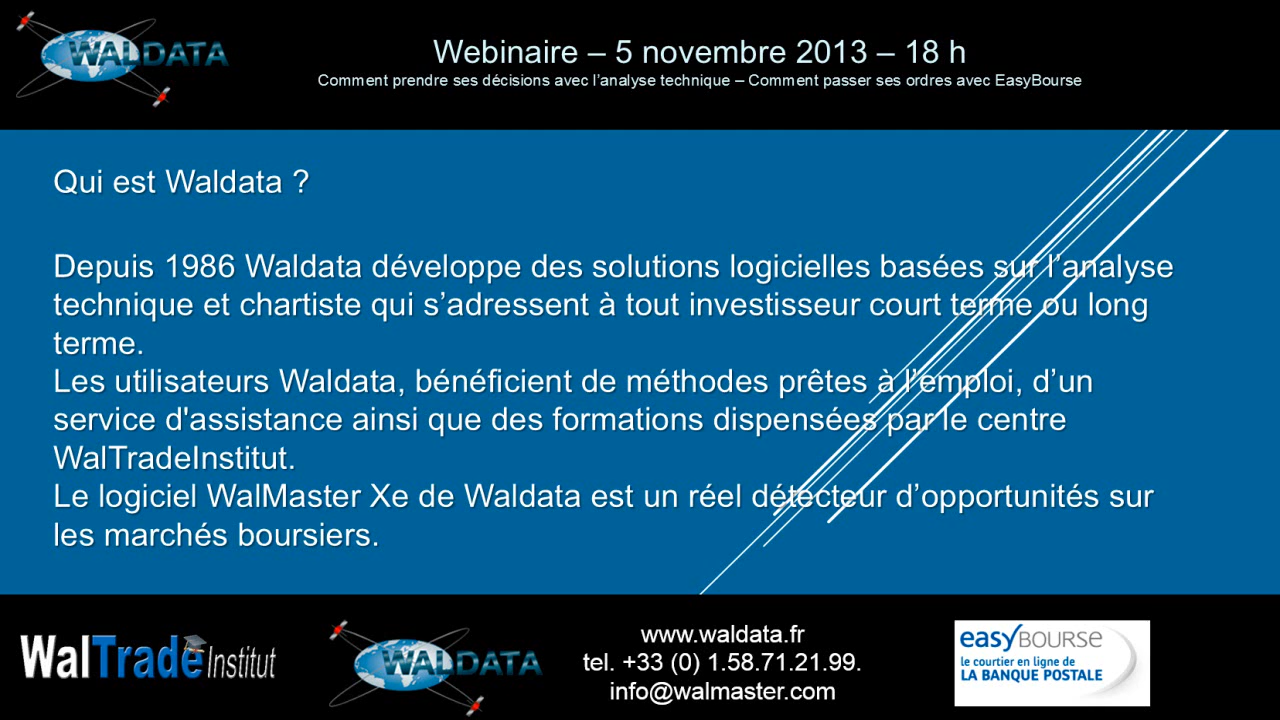 WALDATA
Webinaire – 5 novembre 2013 – 18 h
Comment prendre ses décisions avec l’analyse technique – Comment passer ses ordres avec EasyBourse
Qui est Waldata ?
Depuis 1986 Waldata développe des solutions logicielles basées sur l’analyse
technique et chartiste qui s’adressent à tout investisseur court terme ou long
terme.
Les utilisateurs Waldata, bénéficient de méthodes prêtes à l’emploi, d’un
service d'assistance ainsi que des formations dispensées par le centre
WalTradeInstitut.
Le logiciel WalMaster Xe de Waldata est un réel détecteur d’opportunités sur
les marchés boursiers.
WalTrade Institut
WALDATA
www.waldata.fr
tel. +33 (0) 1.58.71.21.99.
info@walmaster.com
easyBOURSE
le courtier en ligne de
LA BANQUE POSTALE